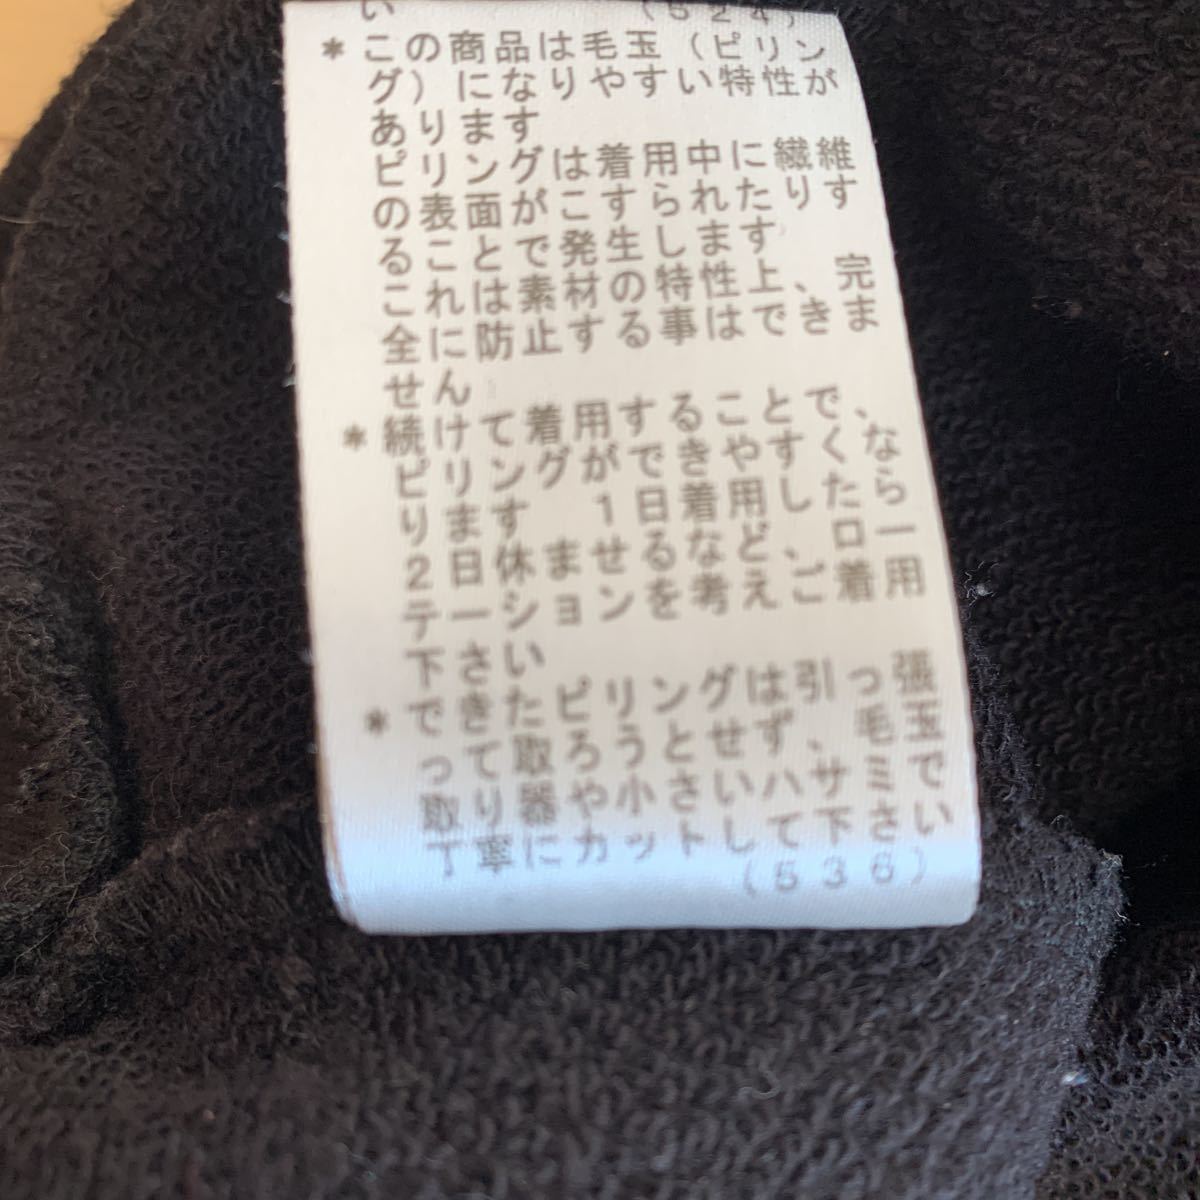 い (524)
* この商品は毛玉(ピリン
グ)になりやすい特性が
あります
ピリングは着用中に繊維
の表面がこすられたりす
ることで発生します
これは素材の特性上、完
全に防止する事はできま
せん
* 続けて着用することで、
ピリングができやすくな
ります 1日着用したら
2日休ませるなど、ロー
テーションを考えご着用
下さい
* できたピリングは引っ張
って取ろうとせず、毛玉
取り器や小さいハサミで
丁寧にカットして下さい
(536)